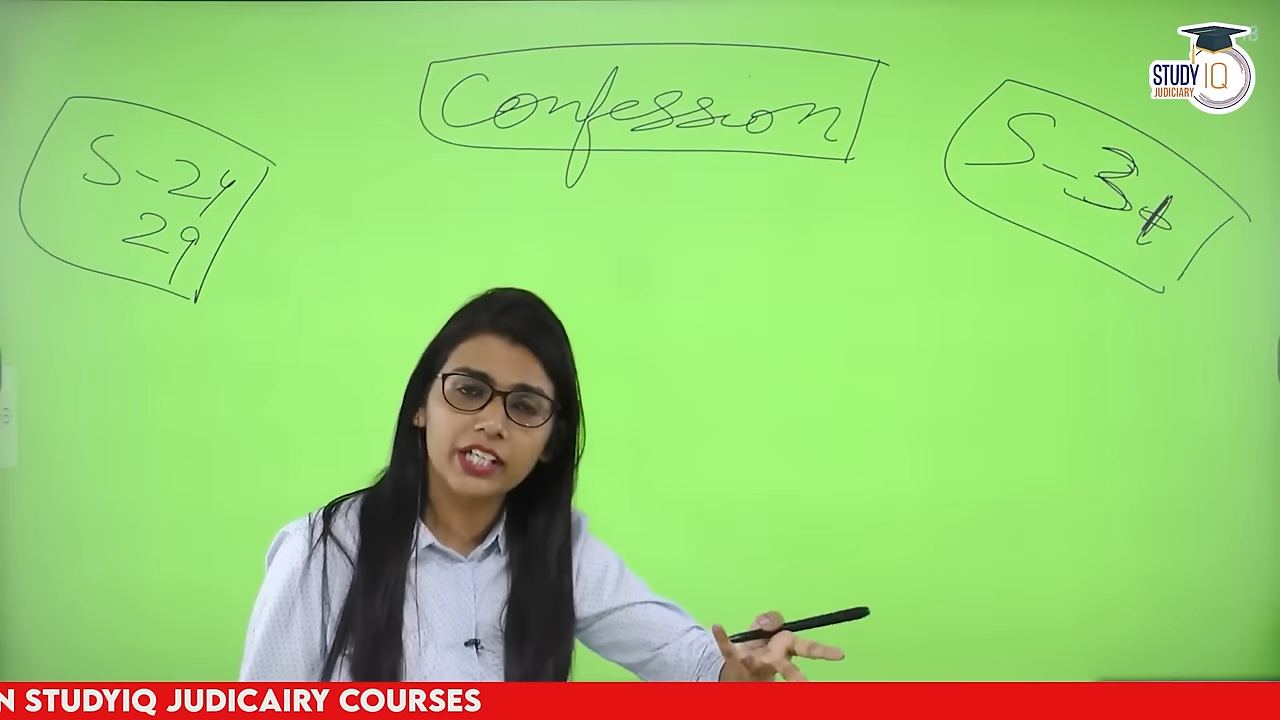 Confession
S-24
29
S-3
STUDY IQ
JUDICIARY
N STUDYIQ JUDICAIRY COURSES